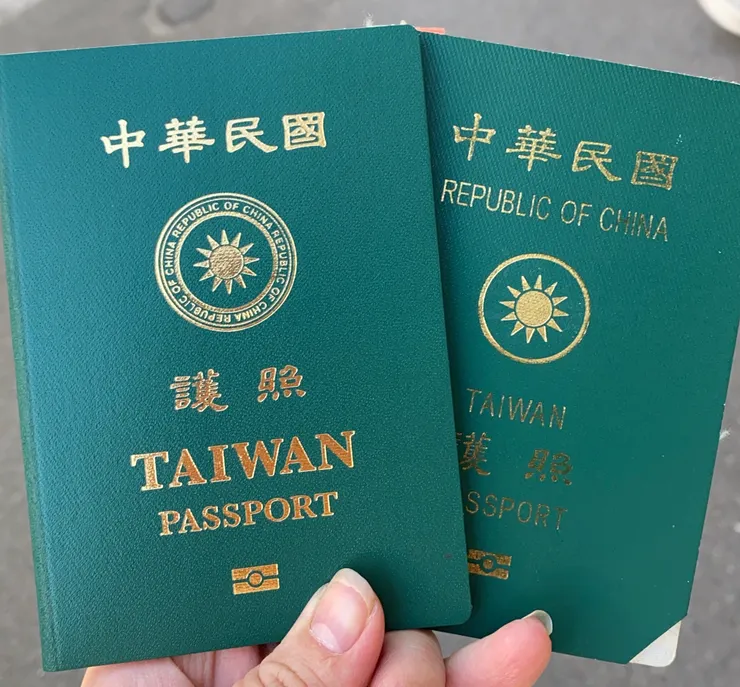 中華民國
REPUBLIC OF CHINA REPUBLIC OF CHINA REPUBLIC OF CHINA
護照
TAIWAN
PASSPORT
中華民國
REPUBLIC OF CHINA
TAIWAN
護照
SSPORT